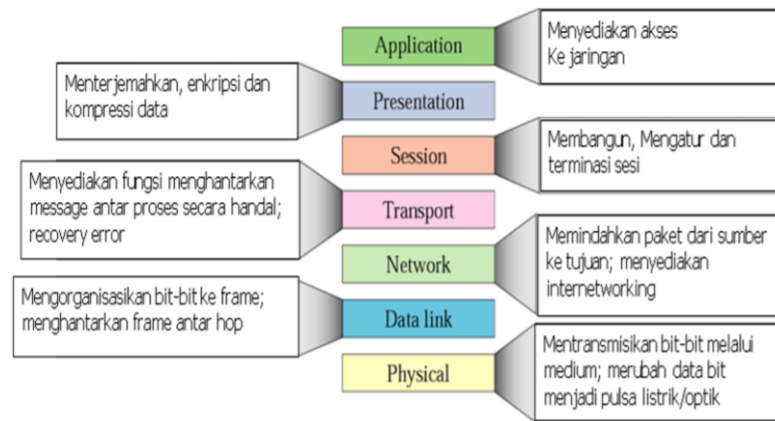 Application
Menyediakan akses
Ke jaringan
Menterjemahkan, enkripsi dan
kompressi data
Presentation
Session
Membangun, Mengatur dan
terminasi sesi
Menyediakan fungsi menghantarkan
message antar proses secara handal;
recovery error
Transport
Network
Memindahkan paket dari sumber
ke tujuan; menyediakan
internetworking
Mengorganisasikan bit-bit ke frame;
menghantarkan frame antar hop
Data link
Physical
Mentransmisikan bit-bit melalui
medium; merubah data bit
menjadi pulsa listrik/optik